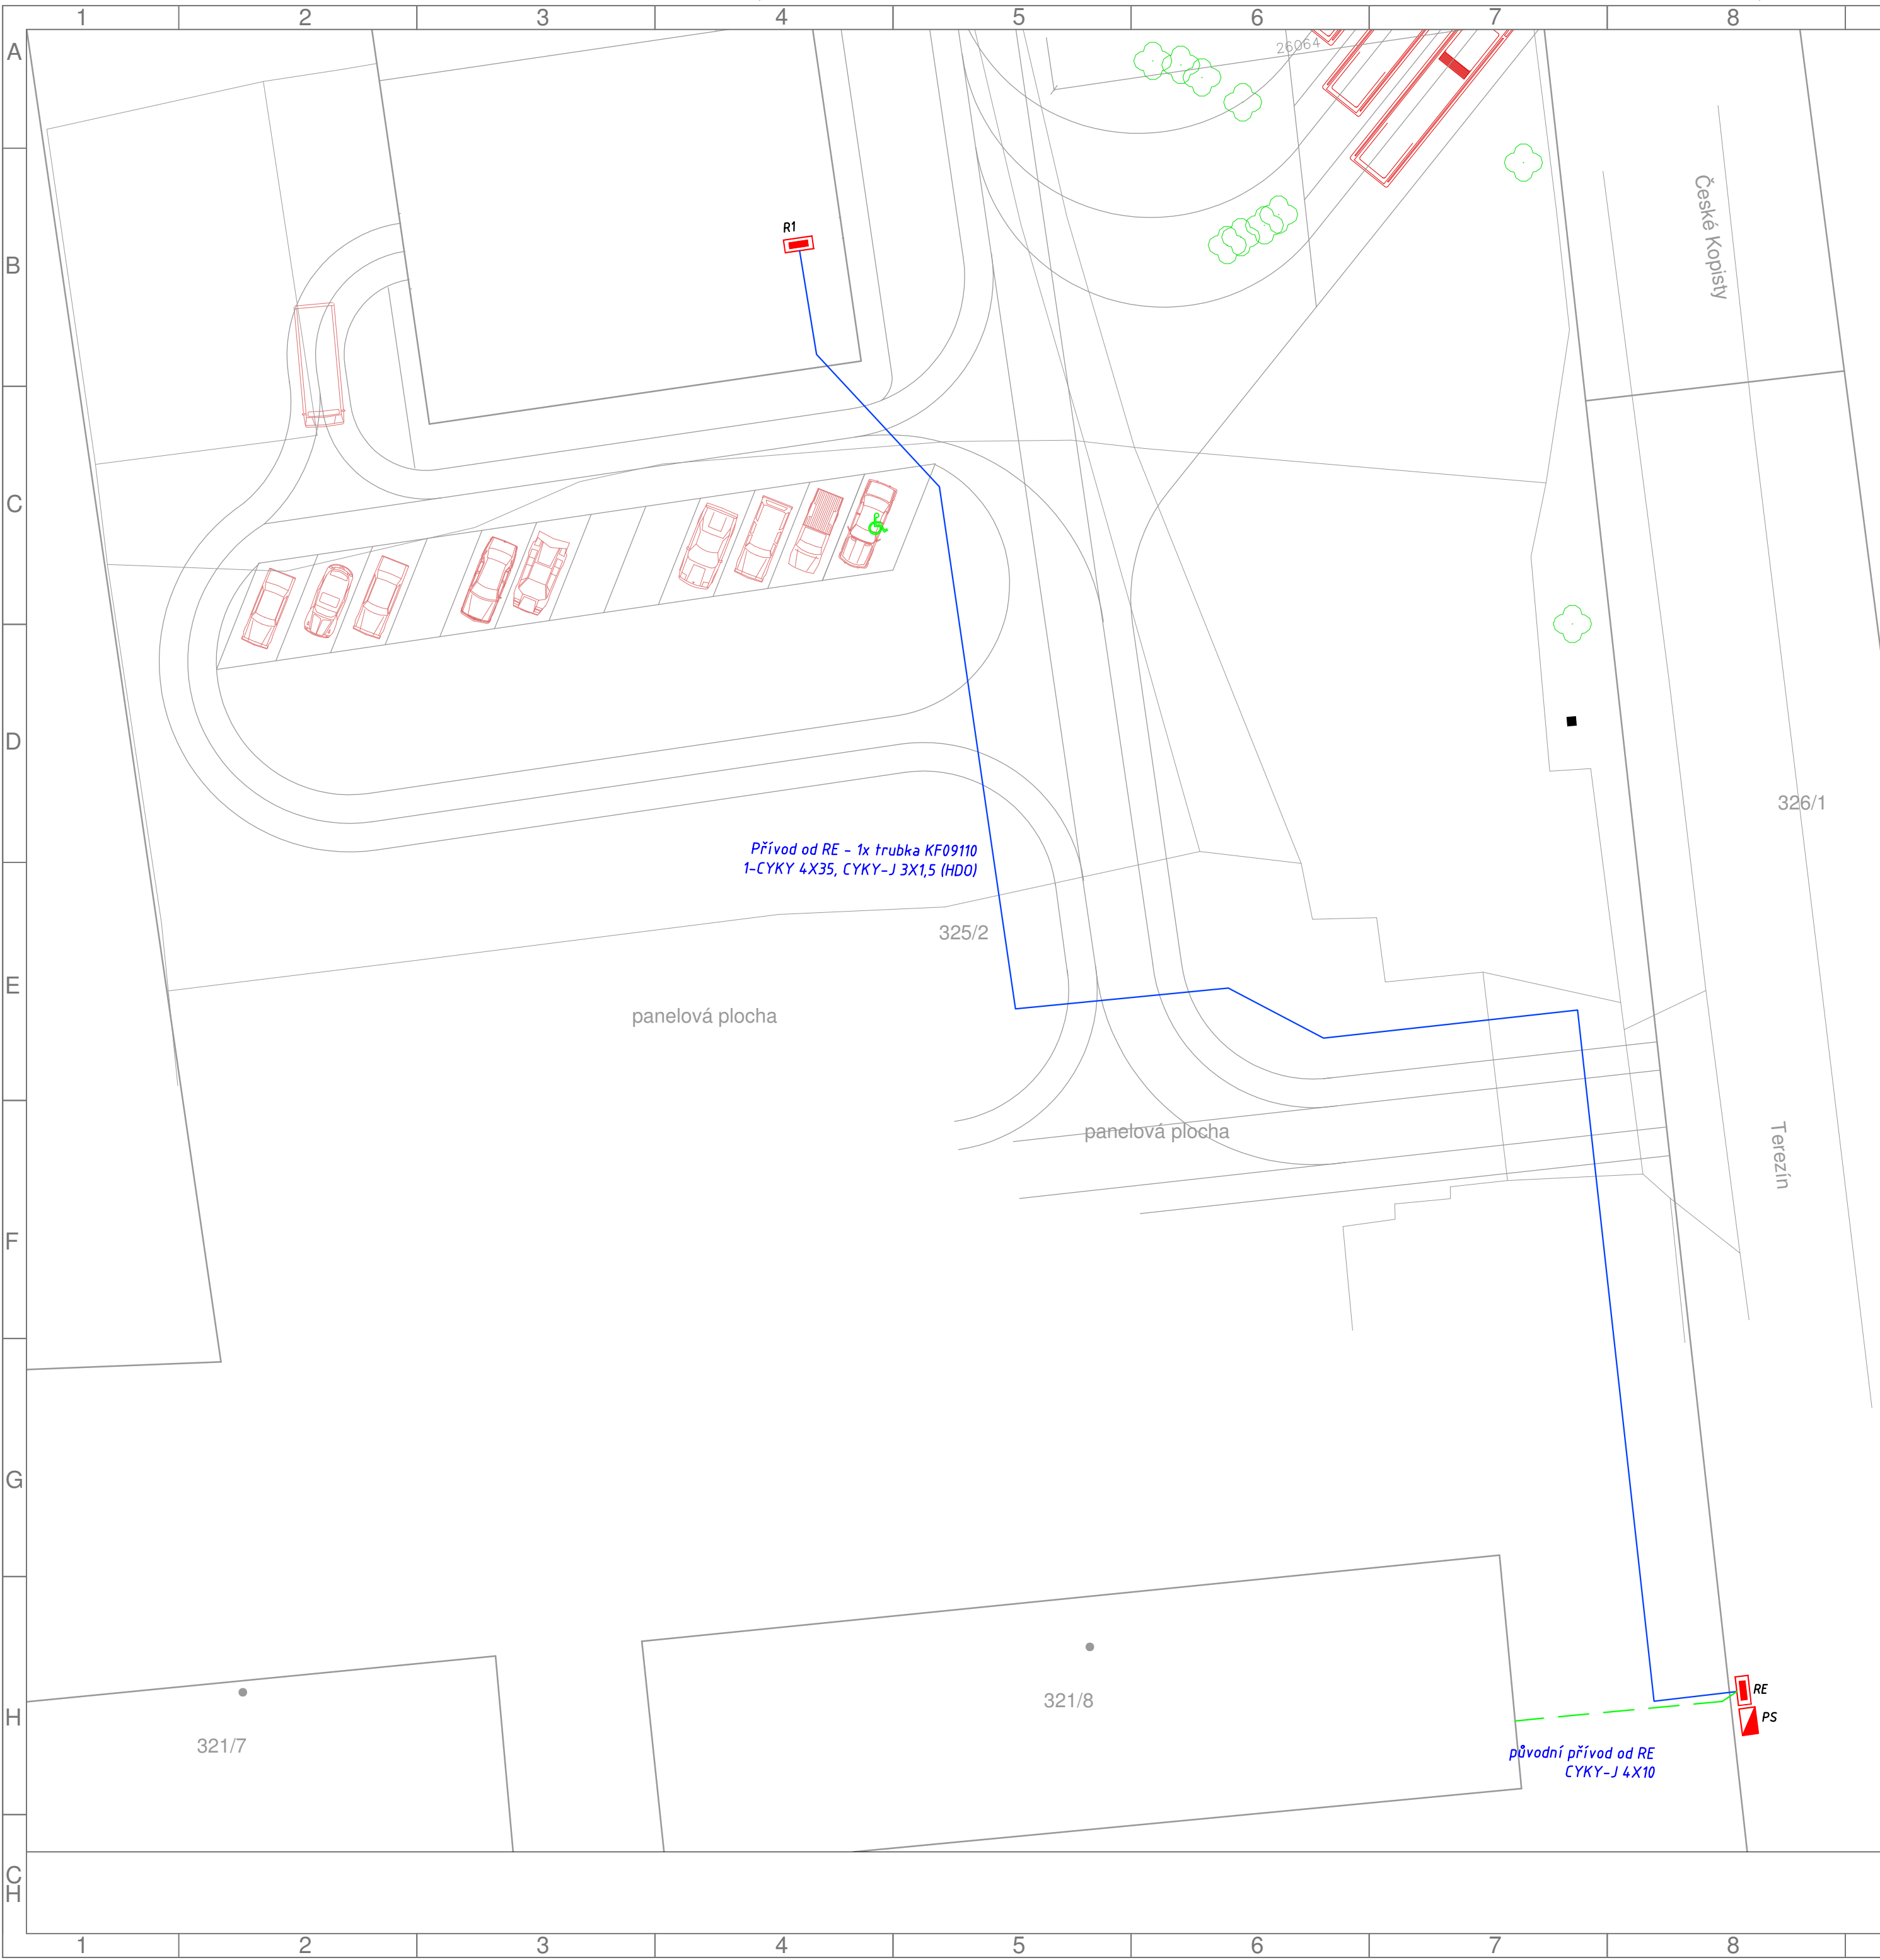 1 2 3 4 5 6 7 8
A
26064
České Kopisty
R1
B
C
D
326/1
Přívod od RE - 1x trubka KF09110
1-CYKY 4X35, CYKY-J 3X1,5 (HDO)
325/2
E
panelová plocha
panelová plocha
Terezín
F
G
RE
321/8
H
PS
321/7
původní přívod od RE
CYKY-J 4X10
C
H
1 2 3 4 5 6 7 8